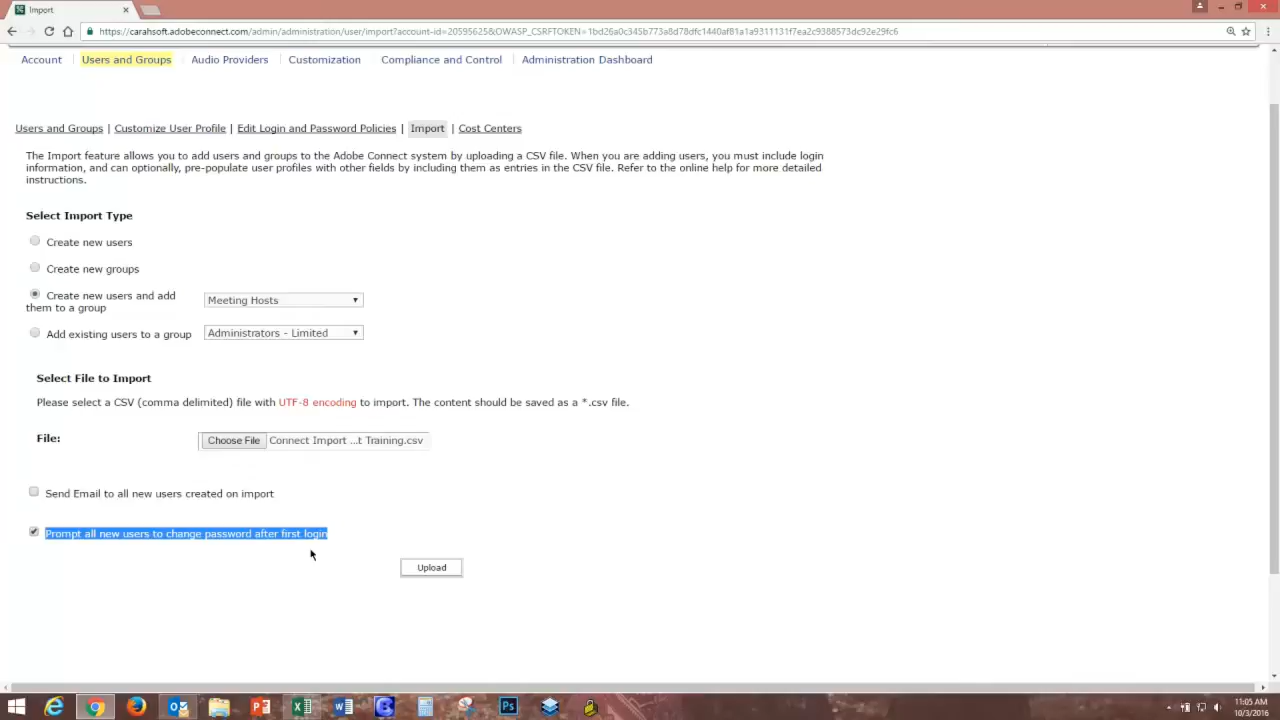 Import
https://carahsoft.adobeconnect.com/admin/administration/user/import?account-id=20595625&OWASP_CSRFTOKEN=1bd26a0c345b773a8d78dfc1440af81a1a9311131f7ea2c9388573dc92e29fc6
Account Users and Groups Audio Providers Customization Compliance and Control Administration Dashboard
Users and Groups | Customize User Profile | Edit Login and Password Policies | Import | Cost Centers
The Import feature allows you to add users and groups to the Adobe Connect system by uploading a CSV file. When you are adding users, you must include login
information, and can optionally, pre-populate user profiles with other fields by including them as entries in the CSV file. Refer to the online help for more detailed
instructions.
Select Import Type
Create new users
Create new groups
Create new users and add
them to a group
Meeting Hosts
Add existing users to a group
Administrators - Limited
Select File to Import
Please select a CSV (comma delimited) file with UTF-8 encoding to import. The content should be saved as a *.csv file.
File:
Choose File Connect Import ...t Training.csv
Send Email to all new users created on import
Prompt all new users to change password after first login
Upload
11:05 AM
10/3/2016